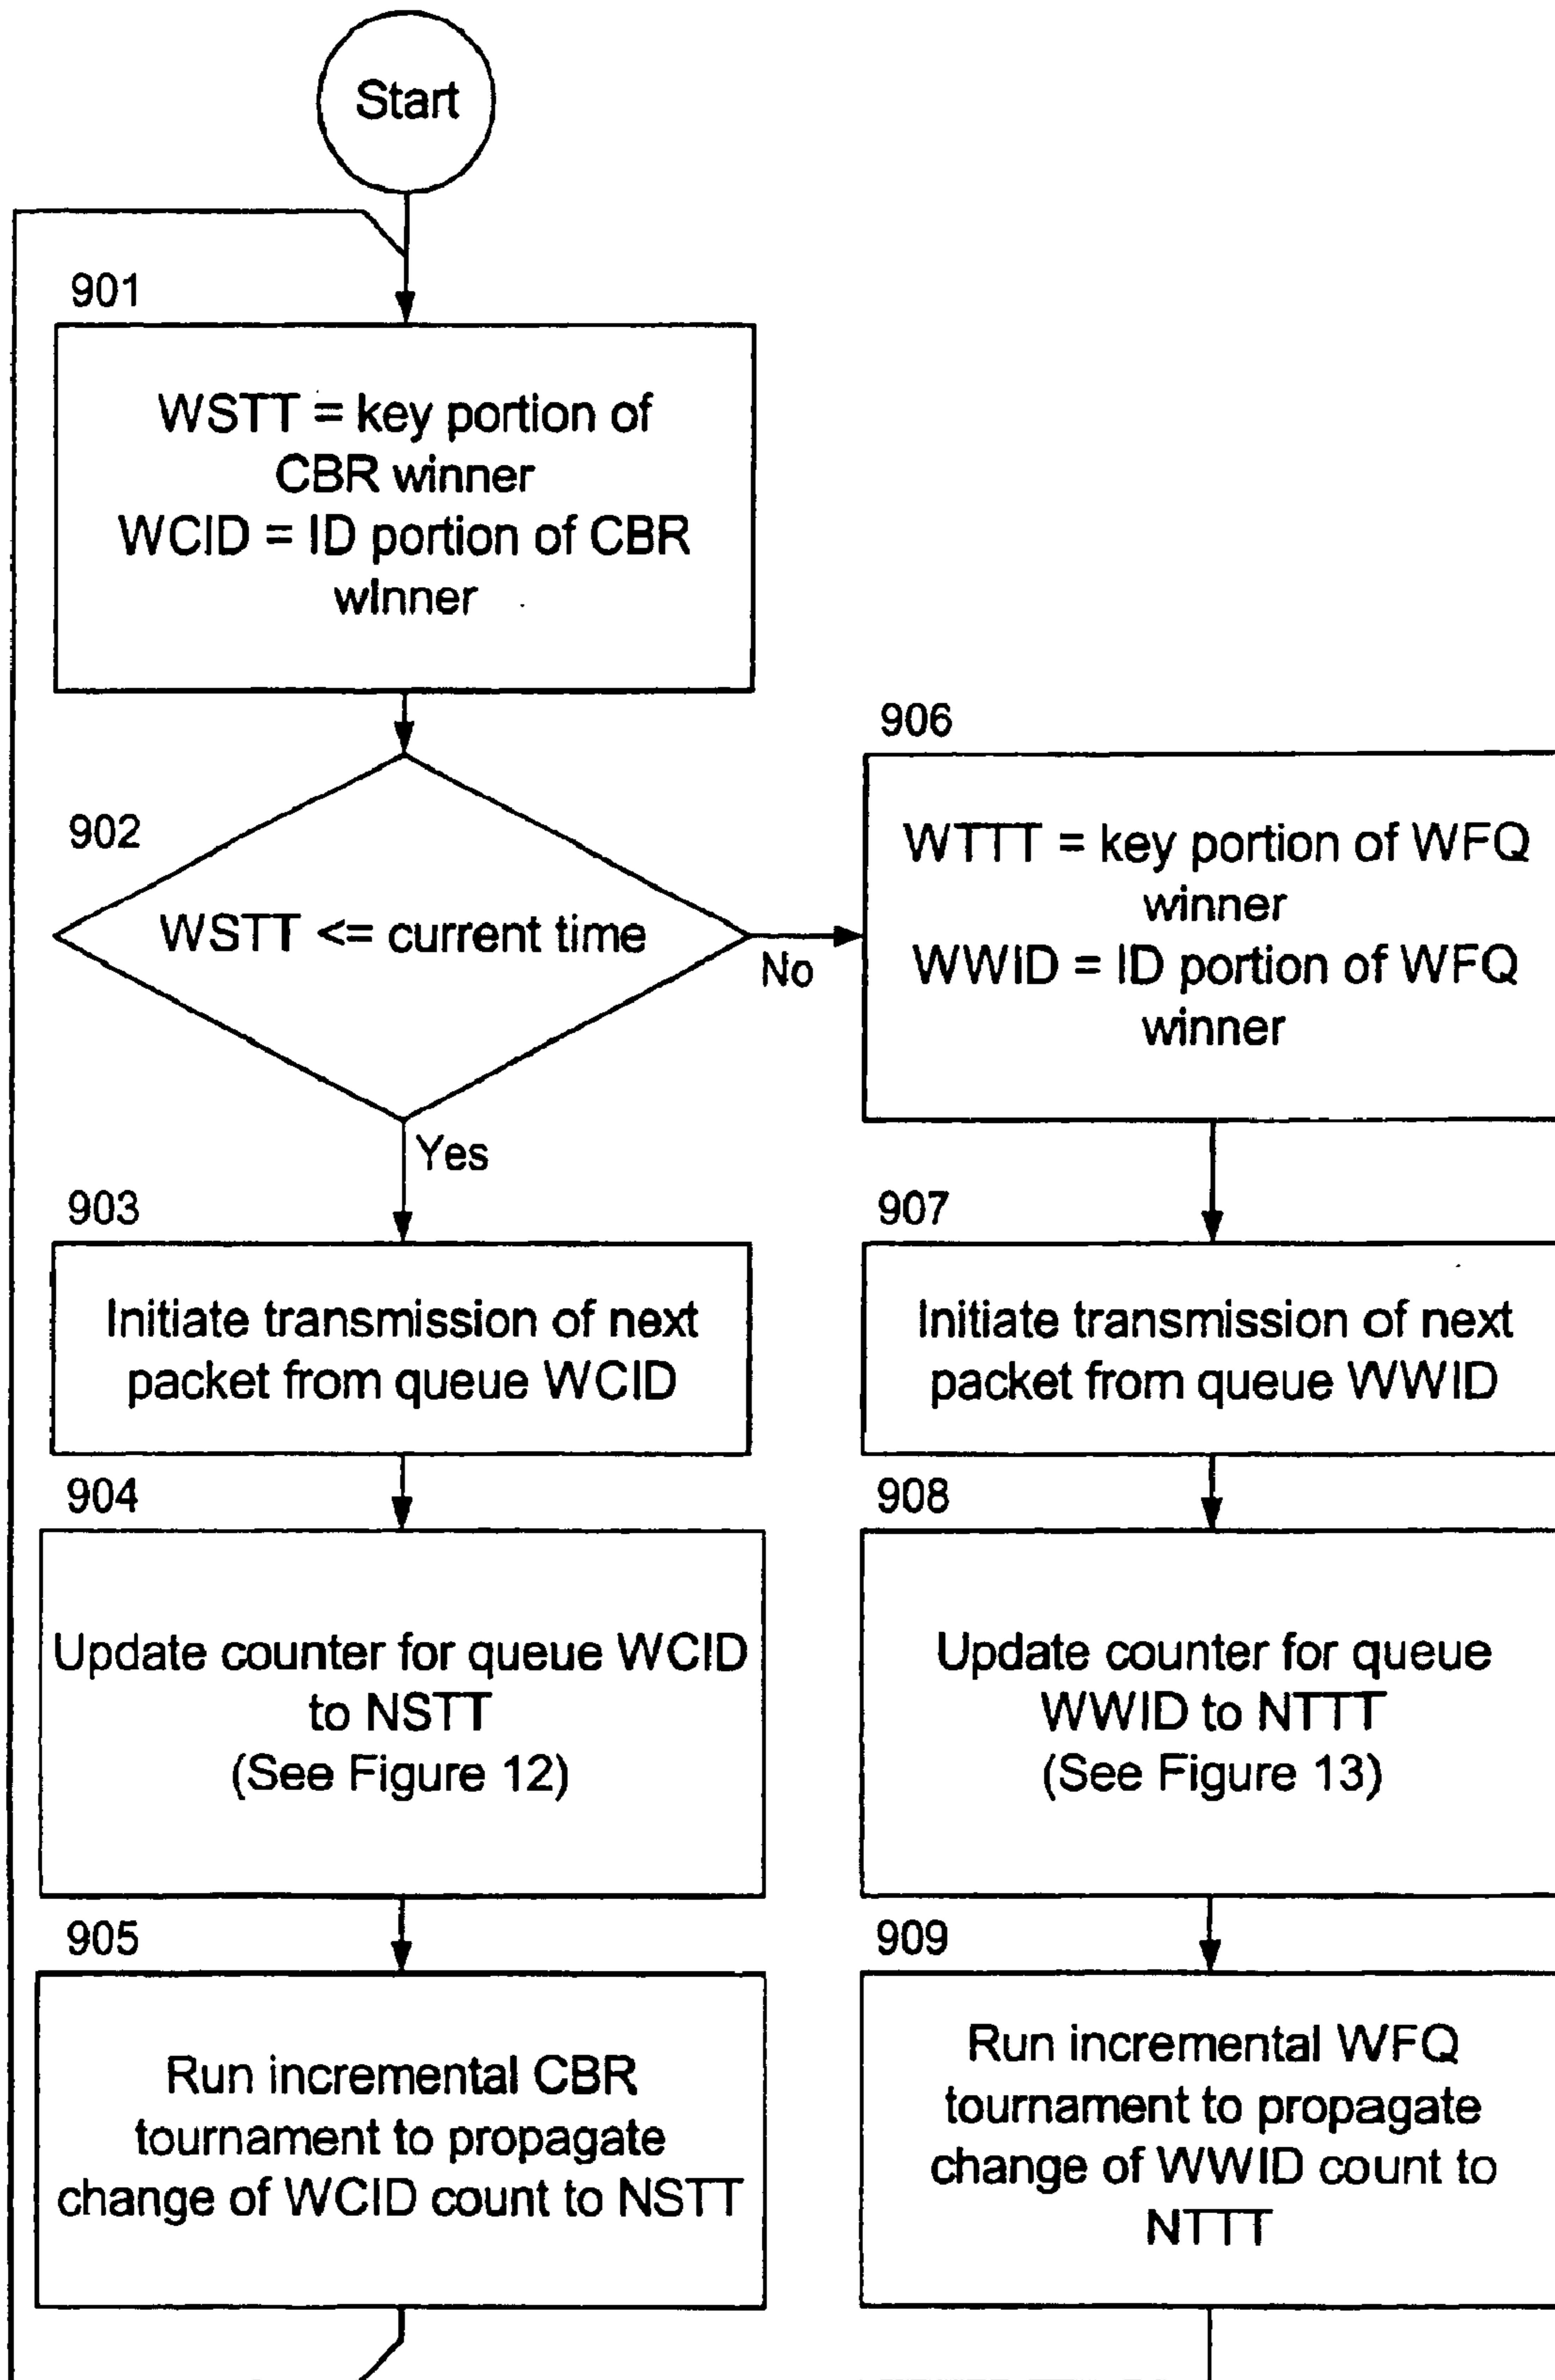 Start
901
WSTT = key portion of
CBR winner
WCID = ID portion of CBR
winner
902
WSTT <= current time
No
Yes
906
WTTT = key portion of WFQ
winner
WWID = ID portion of WFQ
winner
903
Initiate transmission of next
packet from queue WCID
907
Initiate transmission of next
packet from queue WWID
904
Update counter for queue WCID
to NSTT
(See Figure 12)
908
Update counter for queue
WWID to NTTT
(See Figure 13)
905
Run incremental CBR
tournament to propagate
change of WCID count to NSTT
909
Run incremental WFQ
tournament to propagate
change of WWID count to
NTTT